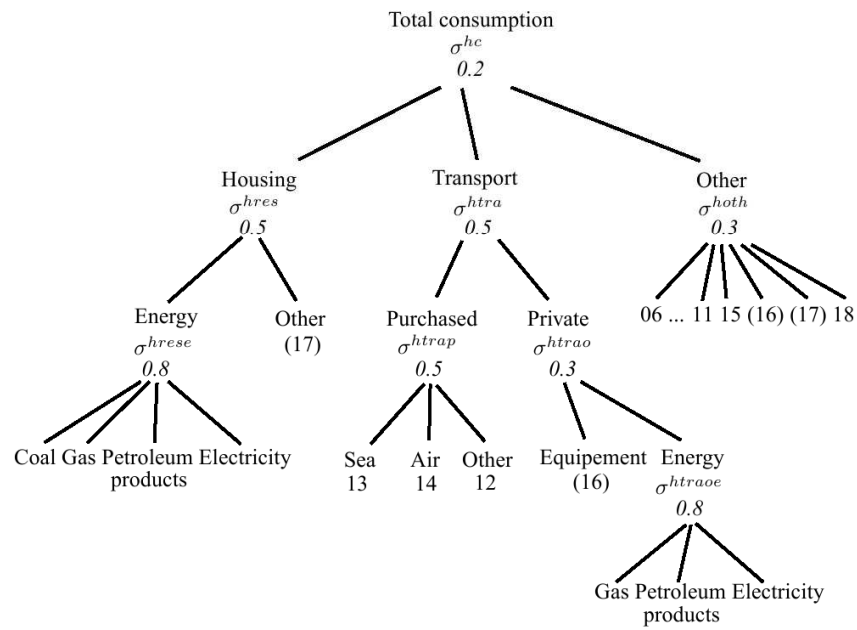 Total consumption
σ^hc
0.2
Housing Transport Other
σ^hres σ^htra σ^hoth
0.5 0.5 0.3
Energy Other Purchased Private 06 ... 11 15 (16) (17) 18
σ^hrese (17) σ^htrap σ^htrao
0.8 0.5 0.3
Coal Gas Petroleum Electricity Sea Air Other Equipement Energy
products 13 14 12 (16) σ^htraoe
0.8
Gas Petroleum Electricity
products